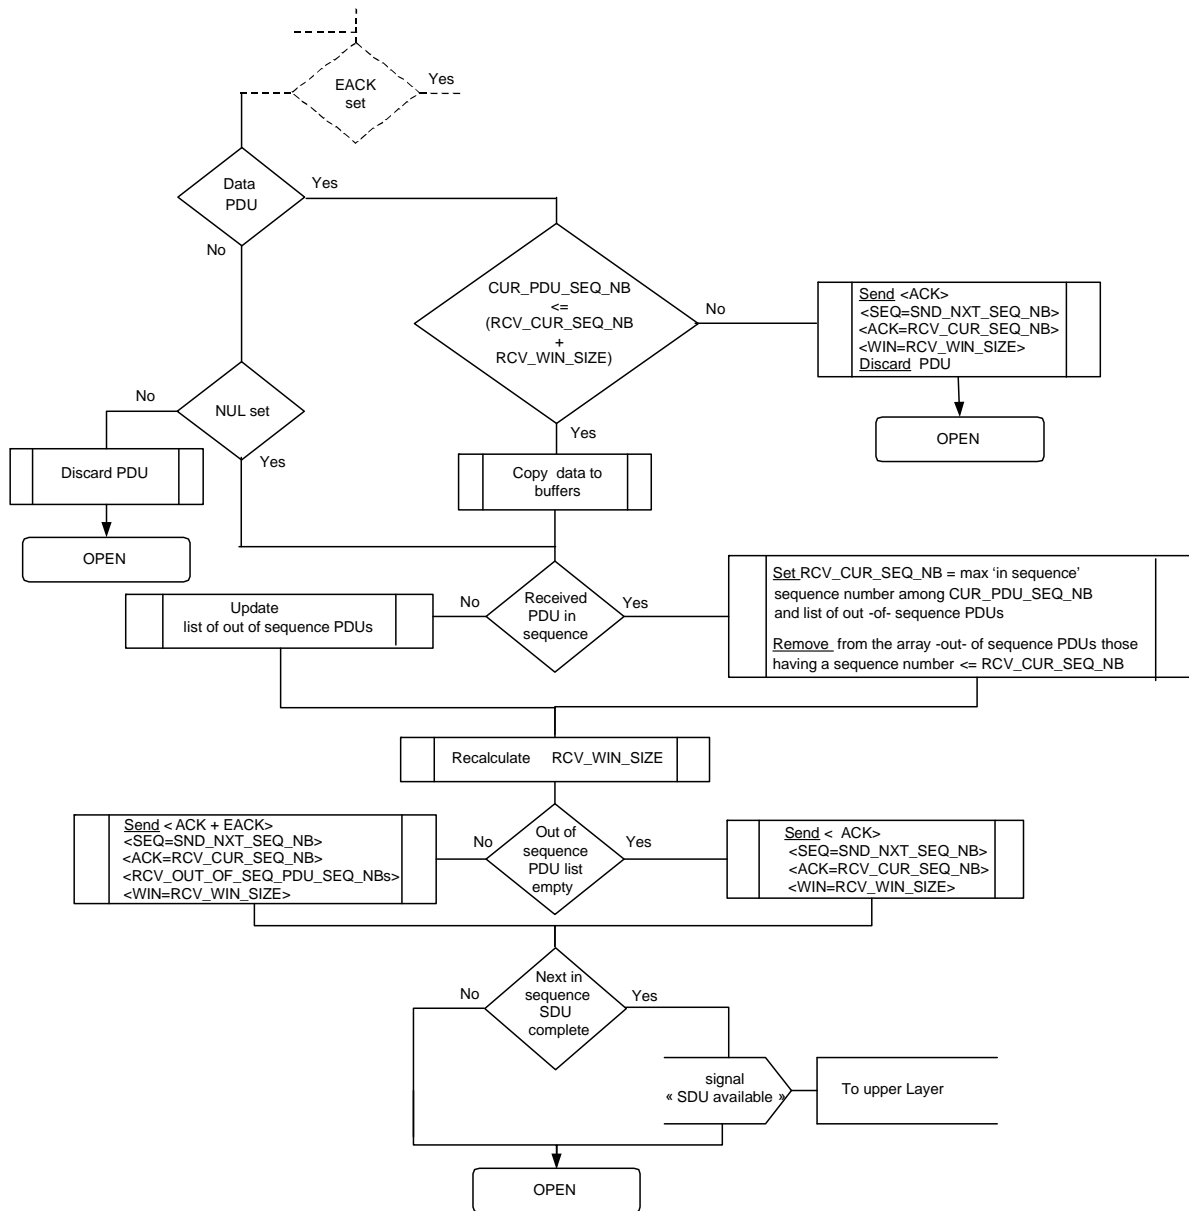 EACK
set
Yes
Data
PDU
Yes
No
CUR_PDU_SEQ_NB
<=
(RCV_CUR_SEQ_NB
+
RCV_WIN_SIZE)
No
Send <ACK>
<SEQ=SND_NXT_SEQ_NB>
<ACK=RCV_CUR_SEQ_NB>
<WIN=RCV_WIN_SIZE>
Discard PDU
OPEN
Yes
No
NUL set
Yes
Discard PDU
OPEN
Copy data to
buffers
Received
PDU in
sequence
No
Yes
Update
list of out of sequence PDUs
Set RCV_CUR_SEQ_NB = max ‘in sequence’
sequence number among CUR_PDU_SEQ_NB
and list of out -of- sequence PDUs
Remove from the array -out- of sequence PDUs those
having a sequence number <= RCV_CUR_SEQ_NB
Recalculate RCV_WIN_SIZE
Send < ACK + EACK>
<SEQ=SND_NXT_SEQ_NB>
<ACK=RCV_CUR_SEQ_NB>
<RCV_OUT_OF_SEQ_PDU_SEQ_NBs>
<WIN=RCV_WIN_SIZE>
No
Out of
sequence
PDU list
empty
Yes
Send < ACK>
<SEQ=SND_NXT_SEQ_NB>
<ACK=RCV_CUR_SEQ_NB>
<WIN=RCV_WIN_SIZE>
No
Next in
sequence
SDU
complete
Yes
signal
« SDU available »
To upper Layer
OPEN